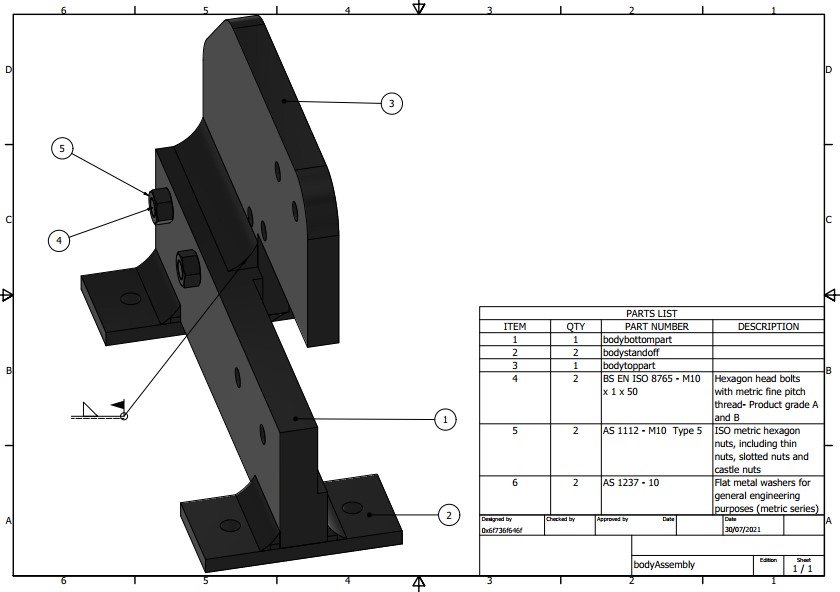 6 5 4 3 2 1
D D
3
5
C C
4
PARTS LIST
ITEM QTY PART NUMBER DESCRIPTION
1 1 bodybottompart
2 2 bodystandoff
3 1 bodytoppart
4 2 BS EN ISO 8765 - M10 x 1 x 50 Hexagon head bolts with metric fine pitch thread- Product grade A and B
5 2 AS 1112 - M10 Type 5 ISO metric hexagon nuts, including thin nuts, slotted nuts and castle nuts
6 2 AS 1237 - 10 Flat metal washers for general engineering purposes (metric series)
B B
1
2
A A
Designed by Checked by Approved by Date Date
0x6f736f646f 30/07/2021
bodyAssembly Edition Sheet
1 / 1
6 5 4 3 2 1